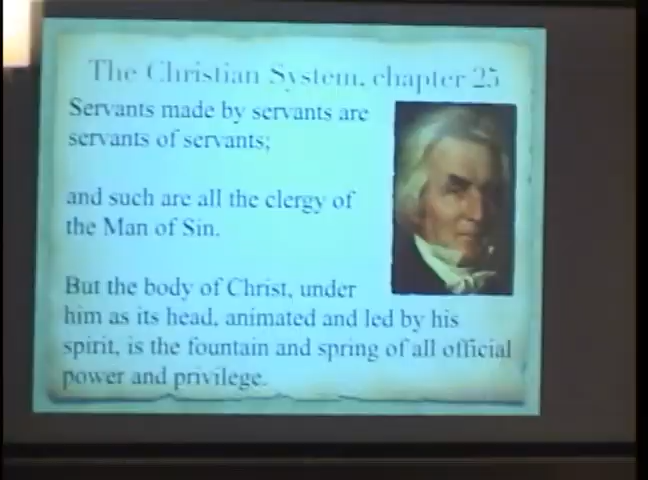 The Christian System, chapter 25
Servants made by servants are
servants of servants;
and such are all the clergy of
the Man of Sin.
But the body of Christ, under
him as its head, animated and led by his
spirit, is the fountain and spring of all official
power and privilege.